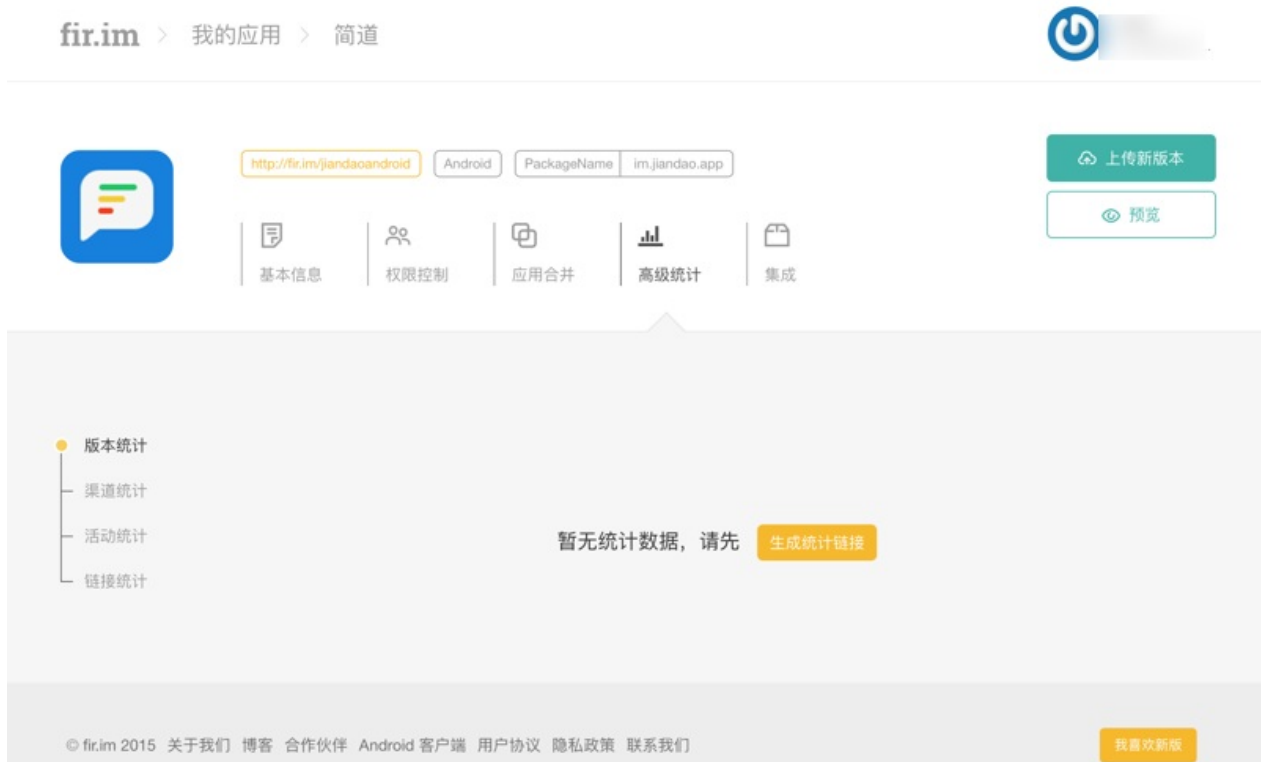 fir.im > 我的应用 > 简道
http://fir.im/jiandaoandroid Android PackageName im.jiandao.app
上传新版本
预览
基本信息 权限控制 应用合并 高级统计 集成
版本统计
渠道统计
活动统计
链接统计
暂无统计数据，请先 生成统计链接
© fir.im 2015 关于我们 博客 合作伙伴 Android 客户端 用户协议 隐私政策 联系我们
我喜欢新版